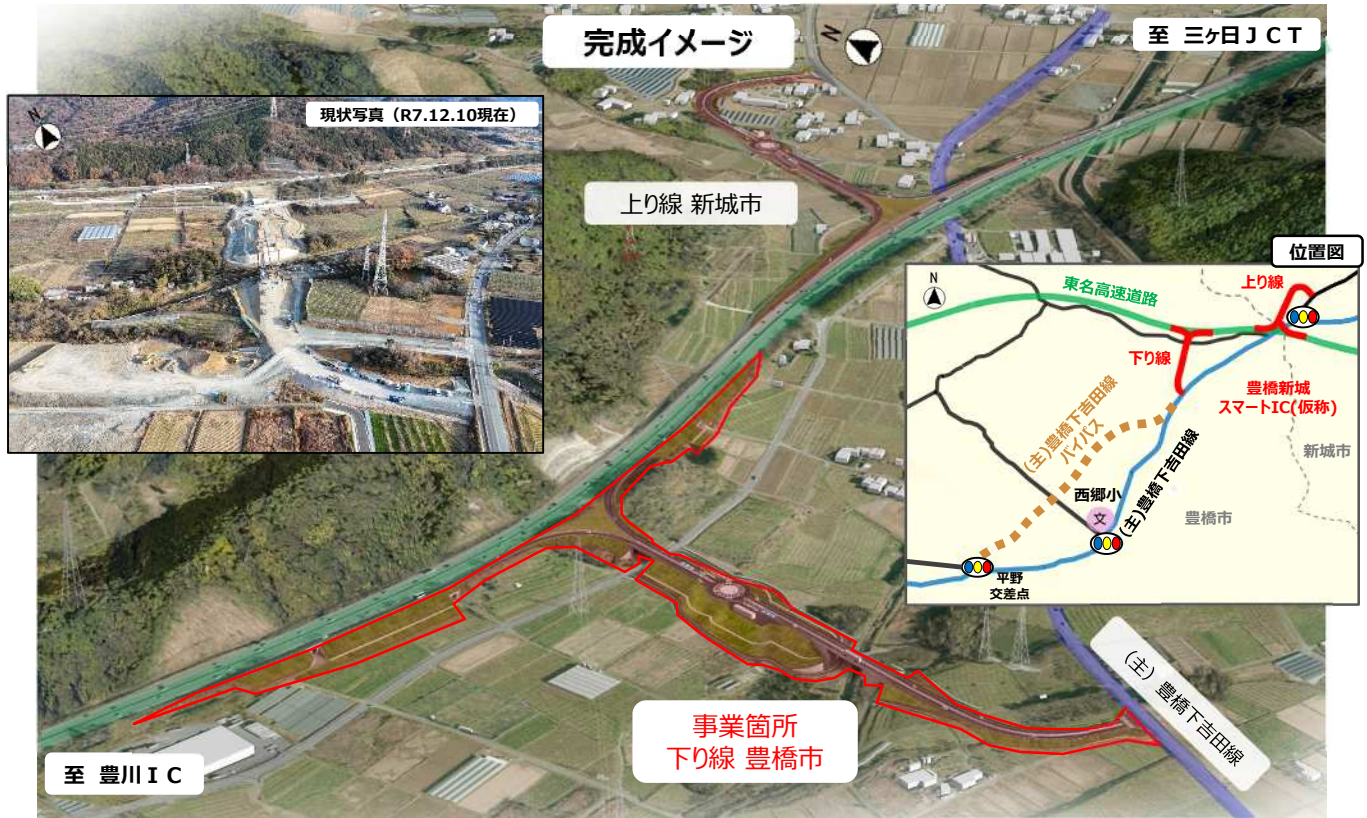 完成イメージ
N
至 三ヶ日JCT
N
現状写真（R7.12.10現在）
上り線 新城市
位置図
N
東名高速道路
上り線
下り線
豊橋新城
スマートIC(仮称)
(主)豊橋下吉田線
バイパス
新城市
西郷小
文
(主)豊橋下吉田線
豊橋市
平野
交差点
事業箇所
下り線 豊橋市
(主) 豊橋下吉田線
至 豊川IC